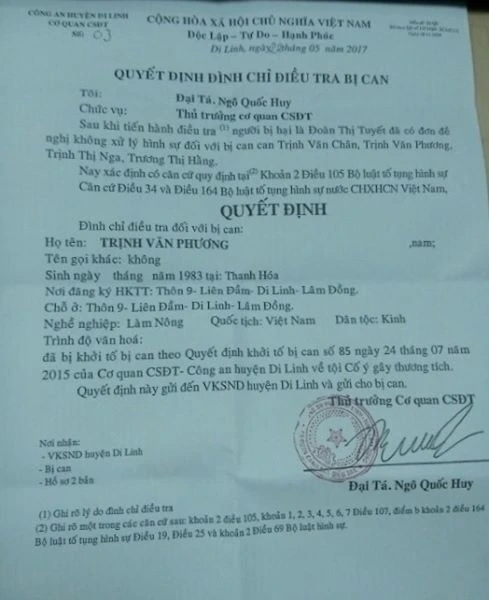 CÔNG AN HUYỆN DI LINH
CƠ QUAN CSĐT
Số: 03
CỘNG HÒA XÃ HỘI CHỦ NGHĨA VIỆT NAM
Độc Lập – Tự Do – Hạnh Phúc
Di Linh, ngày tháng 05 năm 2017
QUYẾT ĐỊNH ĐÌNH CHỈ ĐIỀU TRA BỊ CAN
Tôi: Đại Tá. Ngô Quốc Huy
Chức vụ: Thủ trưởng cơ quan CSĐT
Sau khi tiến hành điều tra (1) người bị hại là Đoàn Thị Tuyết đã có đơn đề
nghị không xử lý hình sự đối với bị can can Trịnh Văn Chân, Trịnh Văn Phương,
Trịnh Thị Nga, Trương Thị Hằng.
Nay xác định có căn cứ quy định tại(2) Khoản 2 Điều 105 Bộ luật tố tụng hình sự
Căn cứ Điều 34 và Điều 164 Bộ luật tố tụng hình sự nước CHXHCN Việt Nam,
QUYẾT ĐỊNH
Đình chỉ điều tra đối với bị can:
Họ tên: TRỊNH VĂN PHƯƠNG ,nam;
Tên gọi khác: không
Sinh ngày tháng năm 1983 tại: Thanh Hóa
Nơi đăng ký HKTT: Thôn 9- Liên Đầm- Di Linh- Lâm Đồng.
Chỗ ở: Thôn 9- Liên Đầm- Di Linh- Lâm Đồng.
Nghề nghiệp: Làm Nông Quốc tịch: Việt Nam Dân tộc: Kinh
Trình độ văn hoá:
đã bị khởi tố bị can theo Quyết định khởi tố bị can số 85 ngày 24 tháng 07 năm
2015 của Cơ quan CSĐT- Công an huyện Di Linh về tội Cố ý gây thương tích.
Quyết định này gửi đến VKSND huyện Di Linh và gửi cho bị can.
Thủ trưởng Cơ quan CSĐT
Nơi nhận:
- VKSND huyện Di Linh
- Bị can
- Hồ sơ 2 bản
Đại Tá. Ngô Quốc Huy
(1) Ghi rõ lý do đình chỉ điều tra
(2) Ghi rõ một trong các căn cứ sau: khoản 2 điều 105, khoản 1, 2, 3, 4, 5, 6, 7 Điều 107, điểm b khoản 2 điều 164
Bộ luật tố tụng hình sự Điều 19, Điều 25 và khoản 2 Điều 69 Bộ luật hình sự.